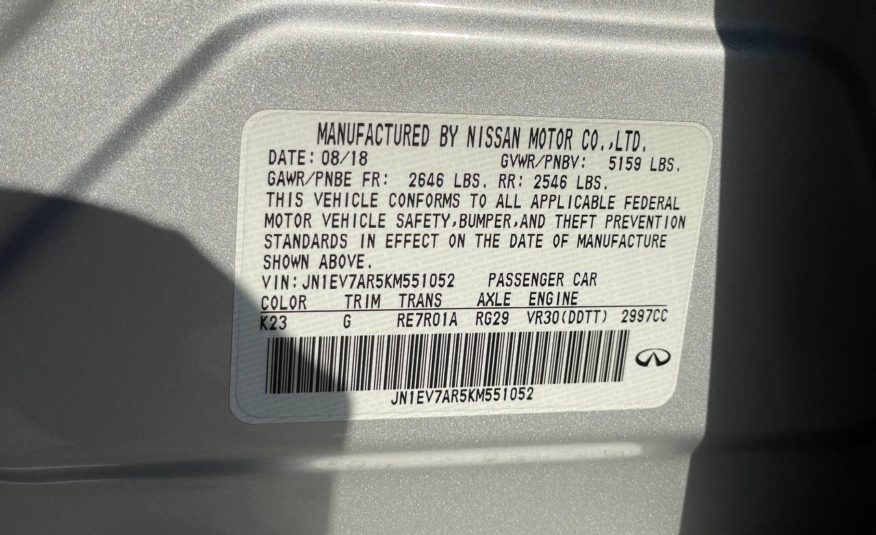 MANUFACTURED BY NISSAN MOTOR CO.,LTD.
DATE: 08/18 GVWR/PNBV: 5159 LBS.
GAWR/PNBE FR: 2646 LBS. RR: 2546 LBS.
THIS VEHICLE CONFORMS TO ALL APPLICABLE FEDERAL
MOTOR VEHICLE SAFETY,BUMPER,AND THEFT PREVENTION
STANDARDS IN EFFECT ON THE DATE OF MANUFACTURE
SHOWN ABOVE.
VIN:JN1EV7AR5KM551052 PASSENGER CAR
COLOR TRIM TRANS AXLE ENGINE
K23 G RE7R01A RG29 VR30(DDTT) 2997CC
JN1EV7AR5KM551052